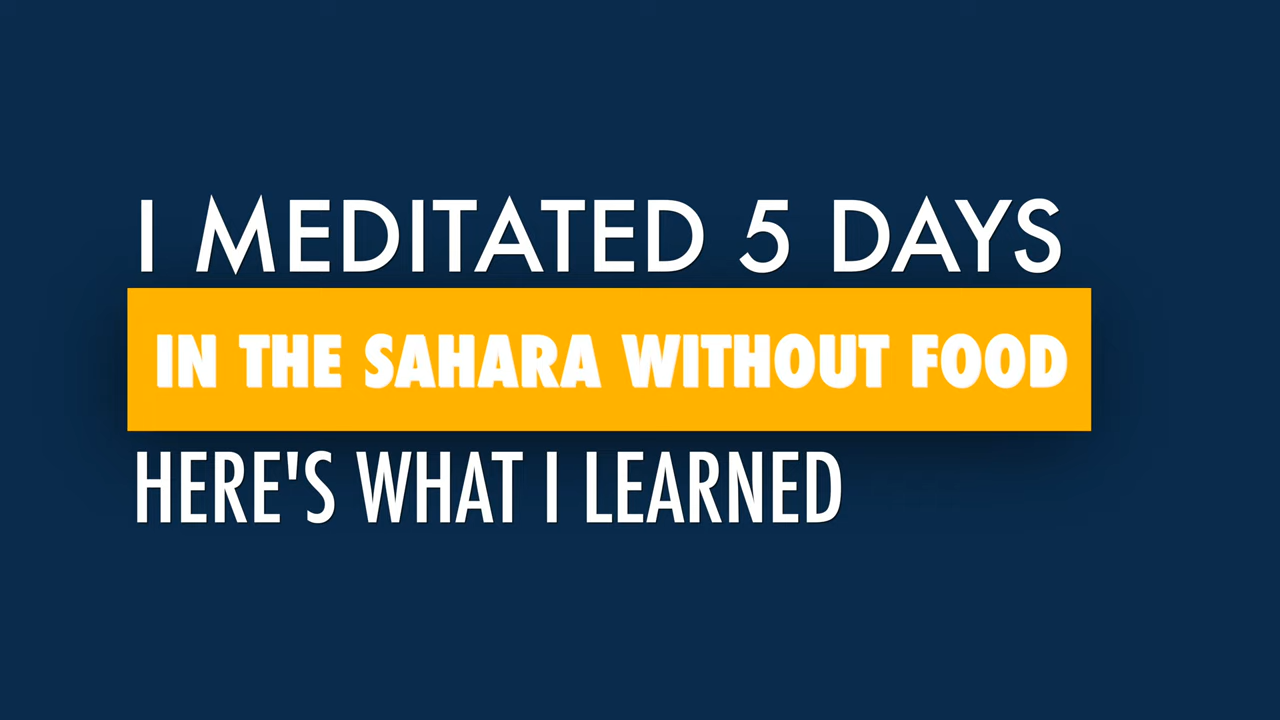 I MEDITATED 5 DAYS
IN THE SAHARA WITHOUT FOOD
HERE'S WHAT I LEARNED